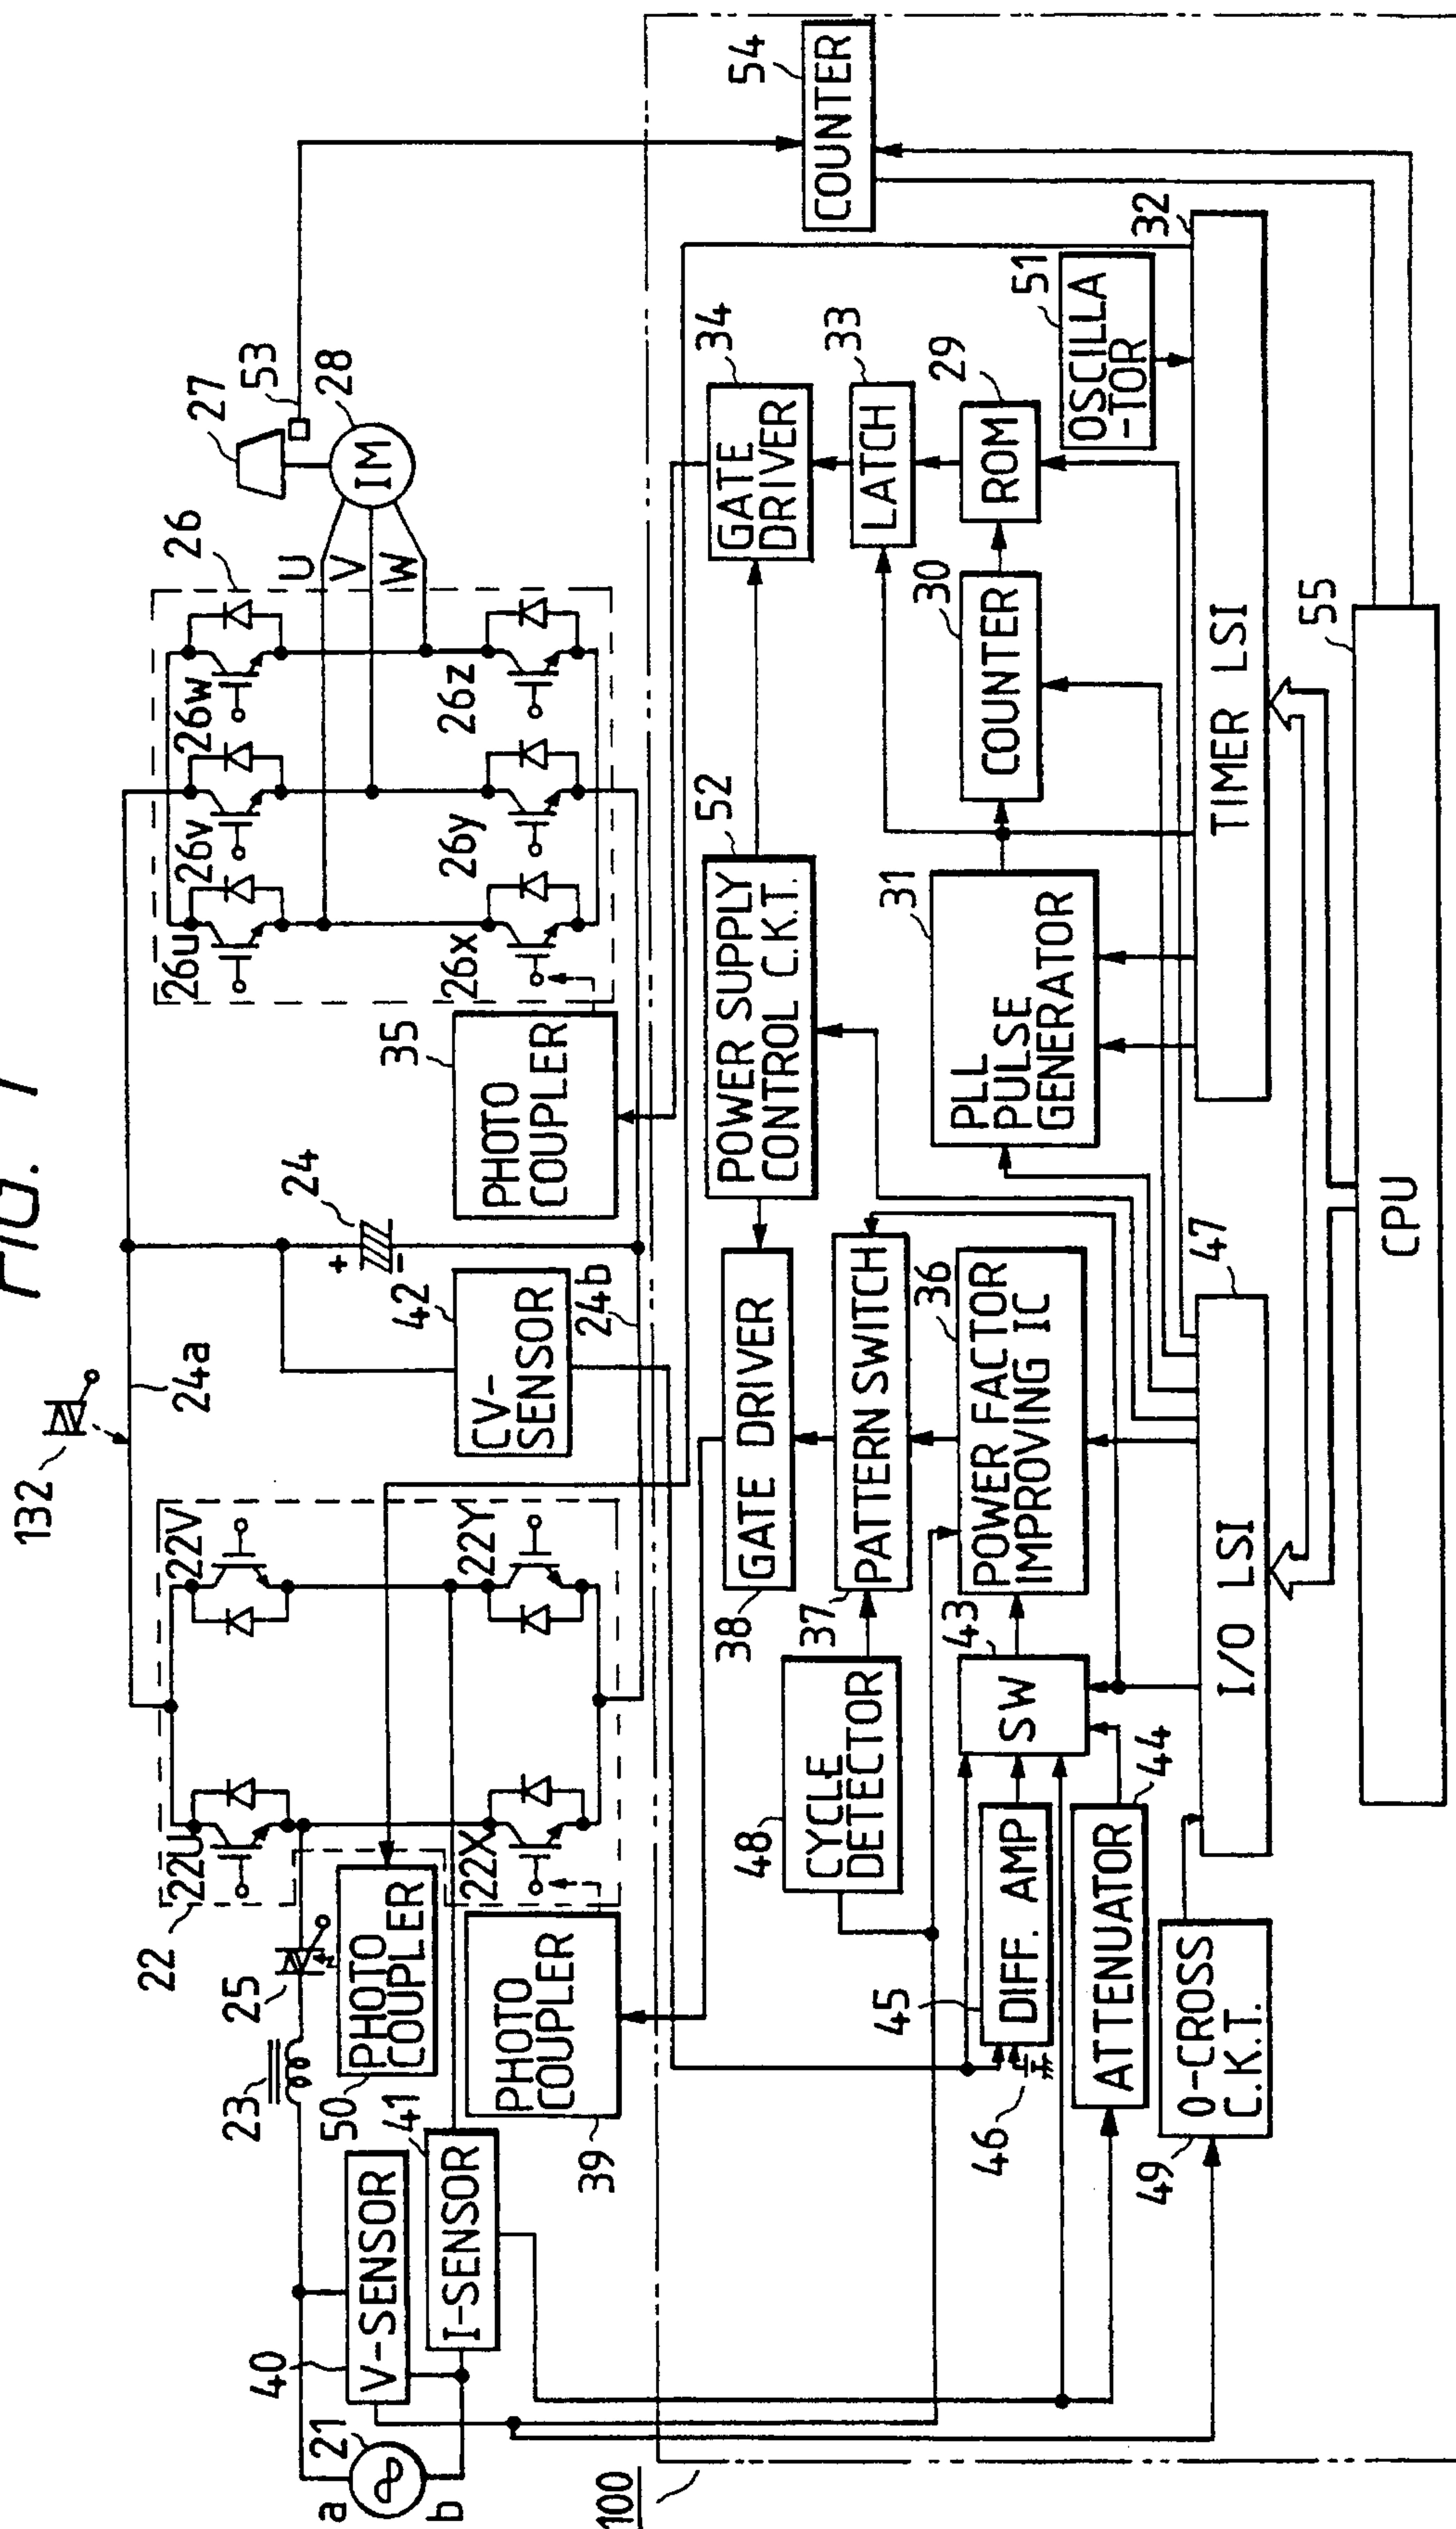 FIG. 1
132
24a
22
22U
22V
22X
22Y
23
25
PHOTO
COUPLER
50
V-SENSOR
40
I-SENSOR
41
21
a
b
PHOTO
COUPLER
39
24
+
-
24b
CV-
SENSOR
42
PHOTO
COUPLER
35
26
26u
26v
26w
26x
26y
26z
U
V
W
IM
27
53
28
100
GATE DRIVER
38
POWER SUPPLY
CONTROL C.K.T.
52
GATE
DRIVER
34
COUNTER
54
CYCLE
DETECTOR
48
PATTERN SWITCH
37
LATCH
33
DIFF. AMP
45
46
SW
43
POWER FACTOR
IMPROVING IC
36
PLL
PULSE
GENERATOR
31
COUNTER
30
ROM
29
OSCILLA
-TOR
51
ATTENUATOR
44
0-CROSS
C.K.T.
49
I/O LSI
47
TIMER LSI
32
CPU
55